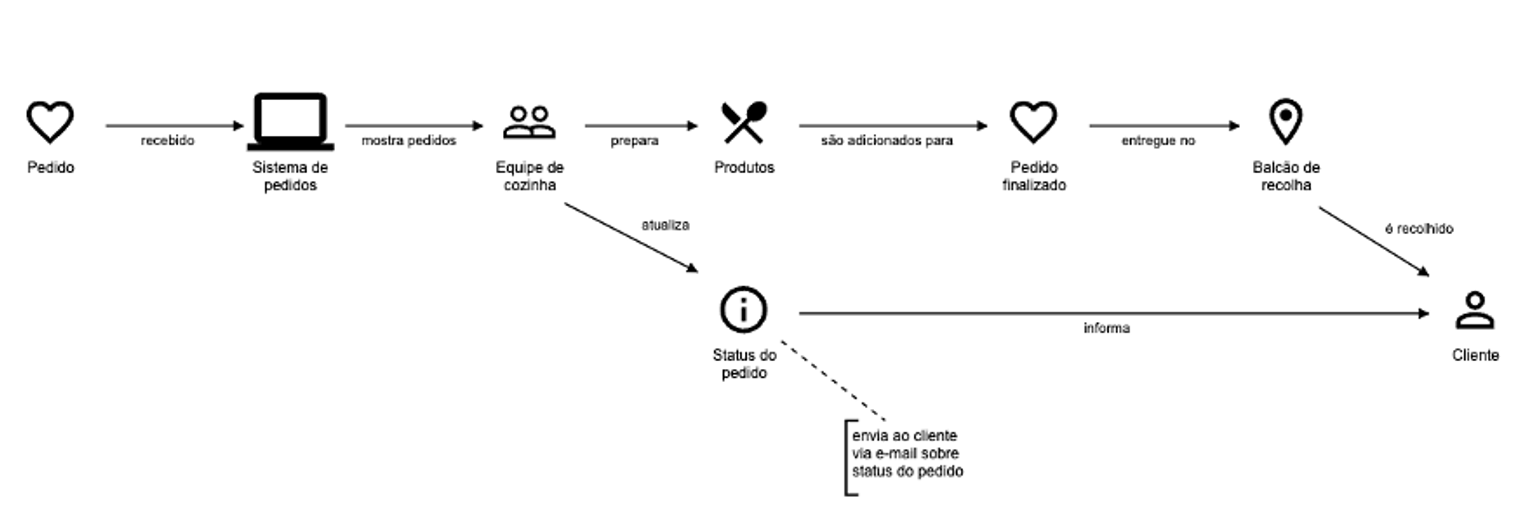 recebido
mostra pedidos
prepara
são adicionados para
entregue no
Pedido
Sistema de
pedidos
Equipe de
cozinha
Produtos
Pedido
finalizado
Balcão de
recolha
atualiza
é recolhido
informa
Status do
pedido
Cliente
envia ao cliente
via e-mail sobre
status do pedido